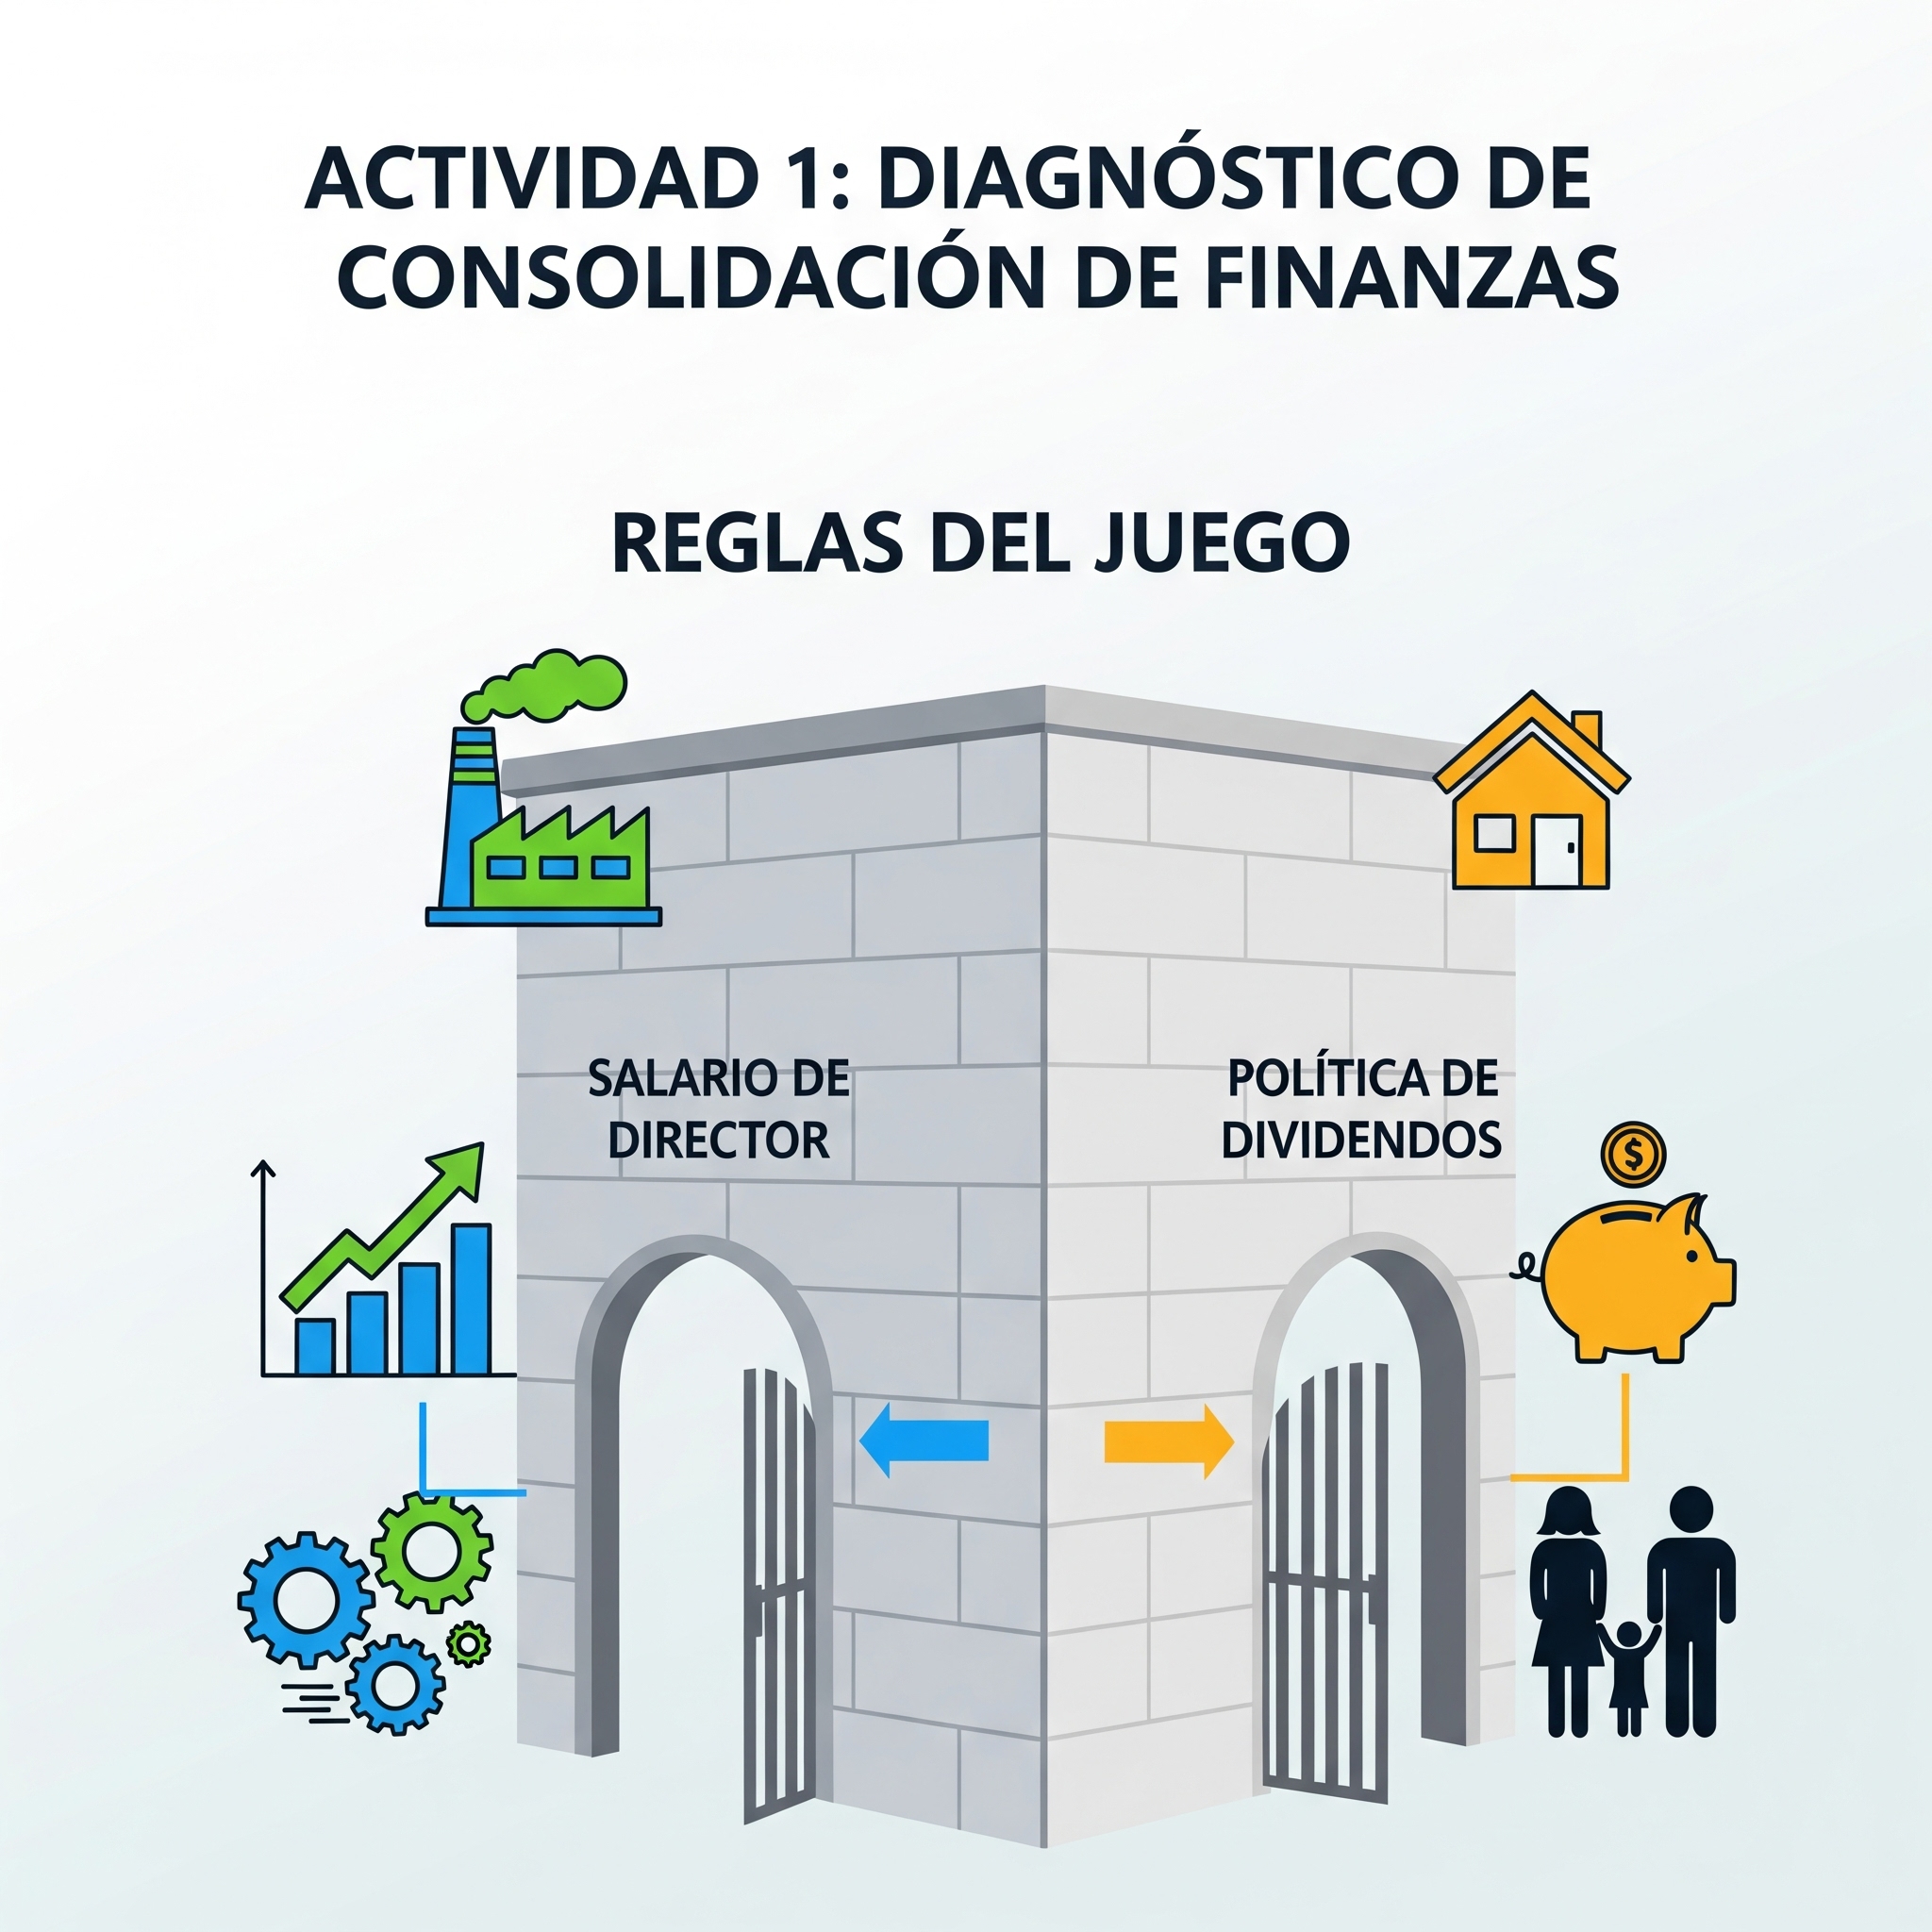 ACTIVIDAD 1: DIAGNÓSTICO DE
CONSOLIDACIÓN DE FINANZAS
REGLAS DEL JUEGO
SALARIO DE
DIRECTOR
POLÍTICA DE
DIVIDENDOS
$